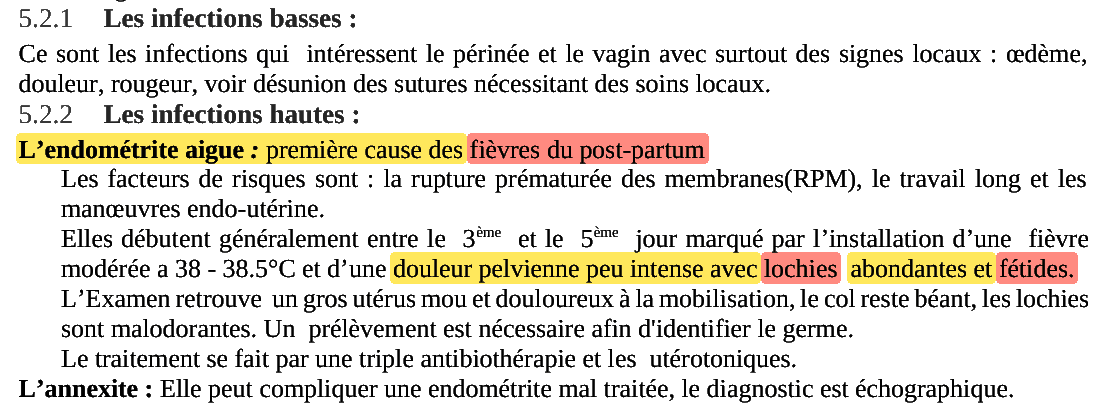 5.2.1 Les infections basses :
Ce sont les infections qui intéressent le périnée et le vagin avec surtout des signes locaux : œdème,
douleur, rougeur, voir désunion des sutures nécessitant des soins locaux.
5.2.2 Les infections hautes :
L’endométrite aigue : première cause des fièvres du post-partum
Les facteurs de risques sont : la rupture prématurée des membranes(RPM), le travail long et les
manœuvres endo-utérine.
Elles débutent généralement entre le 3ème et le 5ème jour marqué par l’installation d’une fièvre
modérée a 38 - 38.5°C et d’une douleur pelvienne peu intense avec lochies abondantes et fétides.
L’Examen retrouve un gros utérus mou et douloureux à la mobilisation, le col reste béant, les lochies
sont malodorantes. Un prélèvement est nécessaire afin d'identifier le germe.
Le traitement se fait par une triple antibiothérapie et les utérotoniques.
L’annexite : Elle peut compliquer une endométrite mal traitée, le diagnostic est échographique.